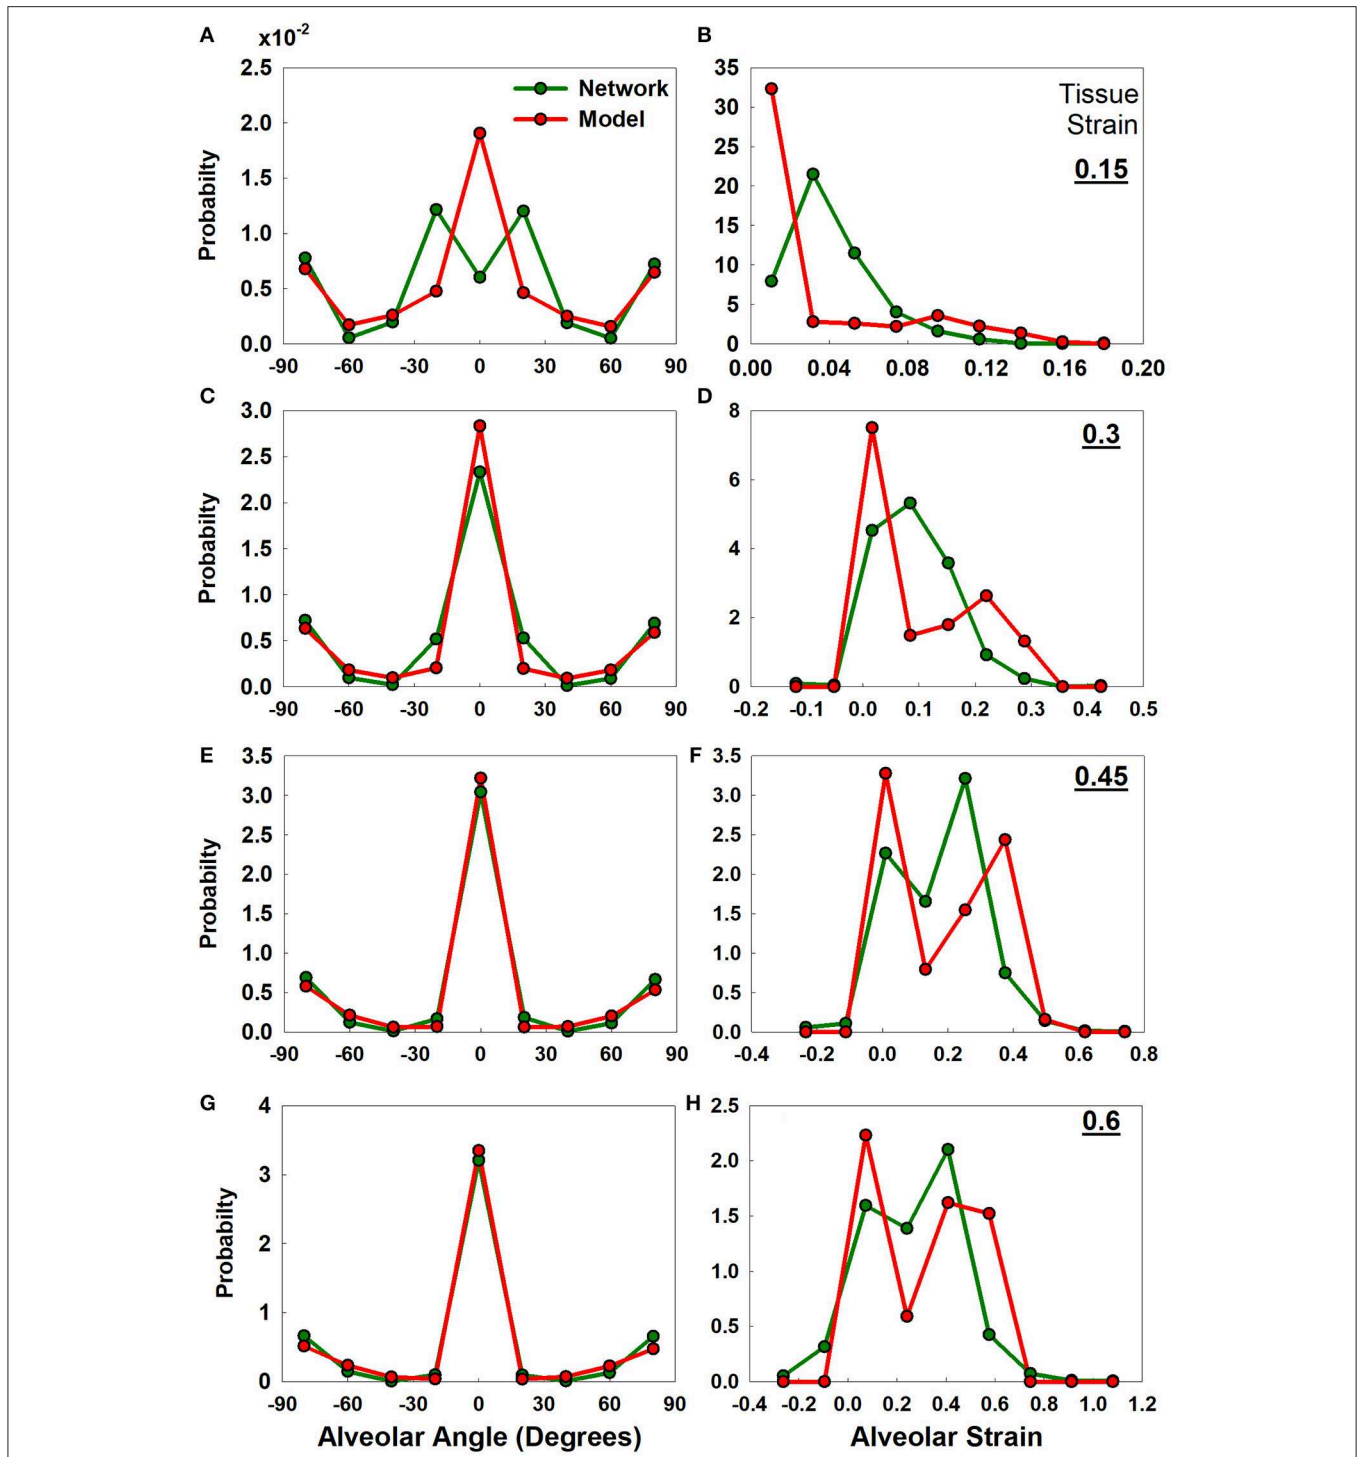 A x10-2 B
2.5 35
Network
Model
2.0 30
Tissue
Strain
25
1.5 0.15
20
Probabilty
1.0 15
10
0.5 5
0.0 0
-90 -60 -30 0 30 60 90 0.00 0.04 0.08 0.12 0.16 0.20
C D
3.0 8
0.3
2.5
6
2.0
Probabilty
1.5 4
1.0
2
0.5
0.0 0
-90 -60 -30 0 30 60 90 -0.2 -0.1 0.0 0.1 0.2 0.3 0.4 0.5
E F
3.5 3.5
0.45
3.0 3.0
2.5 2.5
2.0 2.0
Probabilty
1.5 1.5
1.0 1.0
0.5 0.5
0.0 0.0
-90 -60 -30 0 30 60 90 -0.4 -0.2 0.0 0.2 0.4 0.6 0.8
G H
4 2.5
0.6
2.0
3
1.5
Probabilty
2
1.0
1
0.5
0 0.0
-90 -60 -30 0 30 60 90 -0.4 -0.2 0.0 0.2 0.4 0.6 0.8 1.0 1.2
Alveolar Angle (Degrees) Alveolar Strain